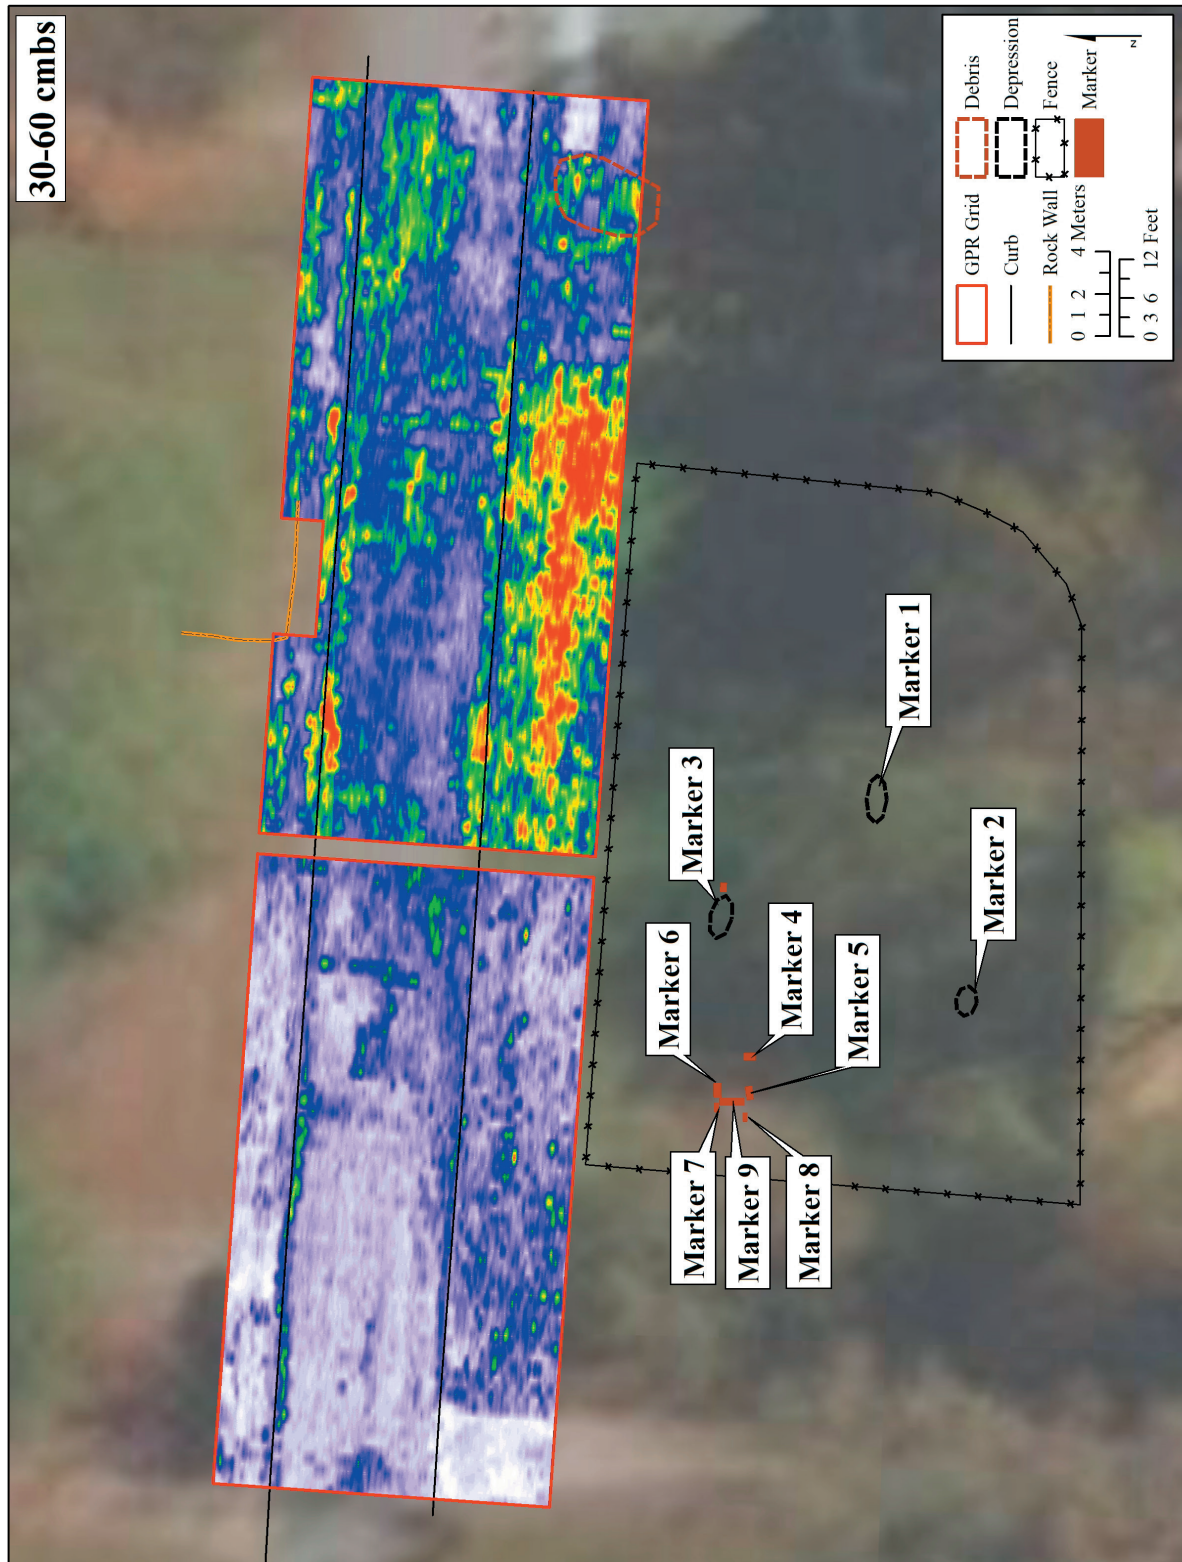 30-60 cmbs
Marker 7
Marker 9
Marker 8
Marker 6
Marker 5
Marker 4
Marker 3
Marker 2
Marker 1
GPR Grid
Curb
Rock Wall
0 1 2 4 Meters
0 3 6 12 Feet
Debris
Depression
Fence
Marker
N